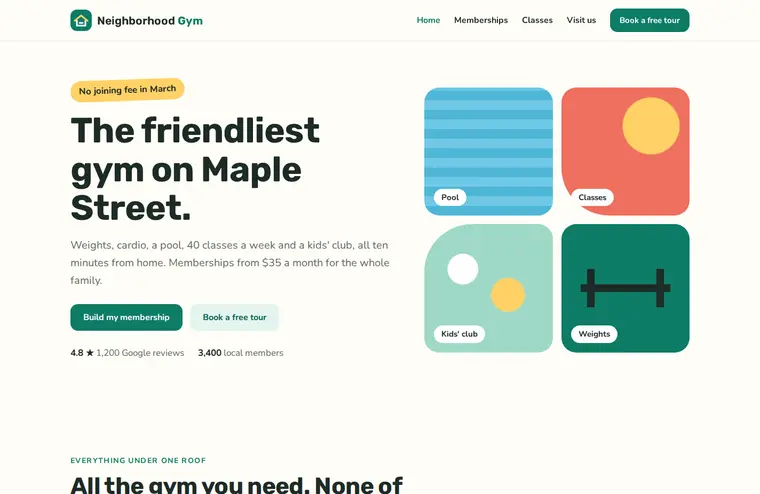 Neighborhood Gym
Home Memberships Classes Visit us Book a free tour
No joining fee in March
The friendliest
gym on Maple
Street.
Weights, cardio, a pool, 40 classes a week and a kids' club, all ten
minutes from home. Memberships from $35 a month for the whole
family.
Build my membership Book a free tour
4.8 ★ 1,200 Google reviews 3,400 local members
Pool
Classes
Kids' club
Weights
EVERYTHING UNDER ONE ROOF
All the gym you need. None of